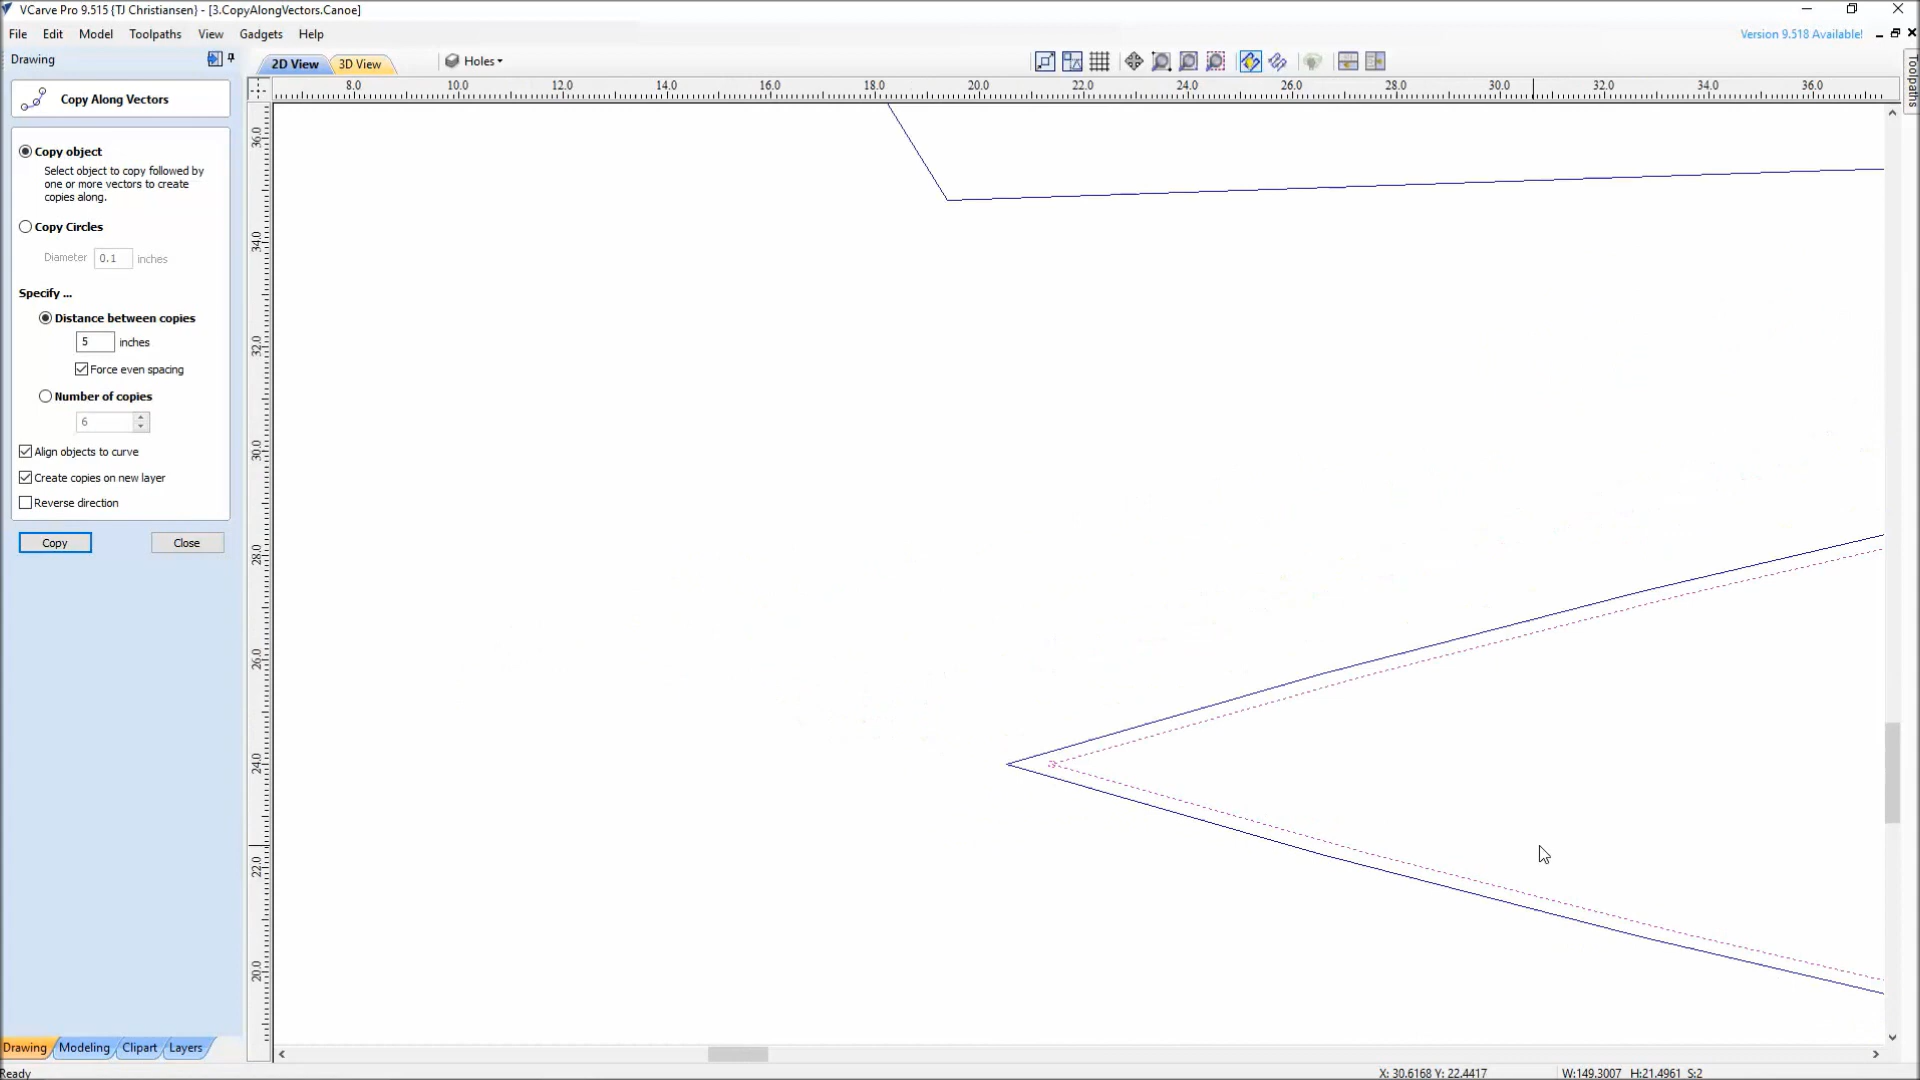 VCarve Pro 9.515 {TJ Christiansen} - [3.CopyAlongVectors.Canoe]
File Edit Model Toolpaths View Gadgets Help
Version 9.518 Available!
Drawing
2D View 3D View
Holes
Toolpaths
8.0 10.0 12.0 14.0 16.0 18.0 20.0 22.0 24.0 26.0 28.0 30.0 32.0 34.0 36.0
36.0
34.0
32.0
30.0
28.0
26.0
24.0
22.0
20.0
Copy Along Vectors
Copy object
Select object to copy followed by
one or more vectors to create
copies along.
Copy Circles
Diameter 0.1 inches
Specify ...
Distance between copies
5 inches
Force even spacing
Number of copies
6
Align objects to curve
Create copies on new layer
Reverse direction
Copy Close
Drawing Modeling Clipart Layers
Ready
X: 30.6168 Y: 22.4417 W:149.3007 H:21.4961 S:2